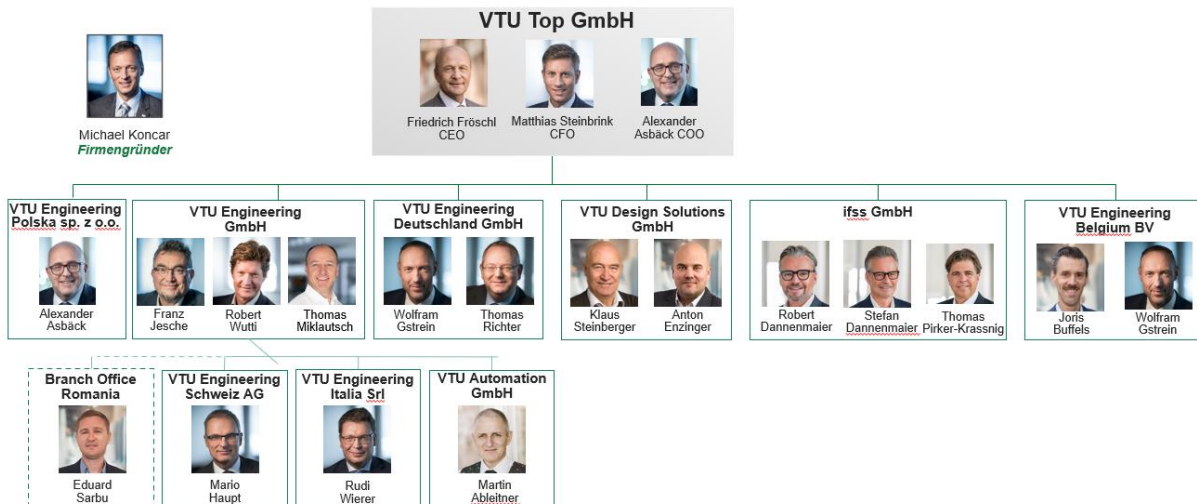 VTU Top GmbH
Friedrich Fröschl
CEO
Matthias Steinbrink
CFO
Alexander
Asbäck COO
Michael Koncar
Firmengründer
VTU Engineering
Polska sp. z o.o.
Alexander
Asbäck
VTU Engineering
GmbH
Franz
Jesche
Robert
Wutti
Thomas
Miklautsch
VTU Engineering
Deutschland GmbH
Wolfram
Gstrein
Thomas
Richter
VTU Design Solutions
GmbH
Klaus
Steinberger
Anton
Enzinger
ifss GmbH
Robert
Dannenmaier
Stefan
Dannenmaier
Thomas
Pirker-Krassnig
VTU Engineering
Belgium BV
Joris
Buffels
Wolfram
Gstrein
Branch Office
Romania
Eduard
Sarbu
VTU Engineering
Schweiz AG
Mario
Haupt
VTU Engineering
Italia Srl
Rudi
Wierer
VTU Automation
GmbH
Martin
Ableitner